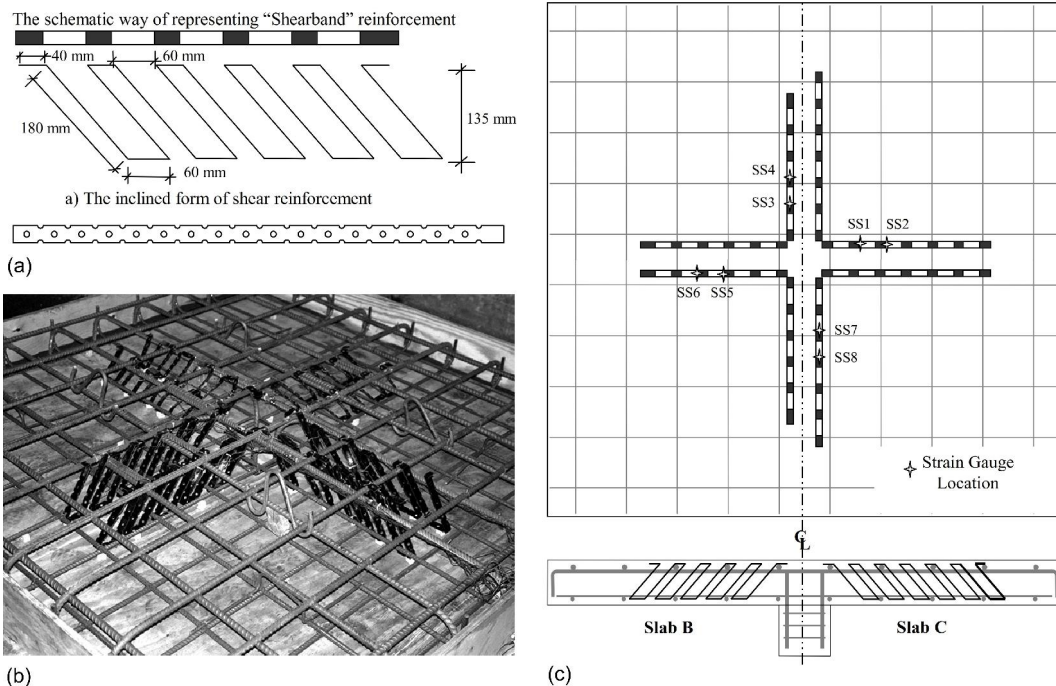 The schematic way of representing “Shearband” reinforcement
40 mm
60 mm
180 mm
135 mm
60 mm
a) The inclined form of shear reinforcement
(a)
(b)
SS4
SS3
SS1
SS2
SS6
SS5
SS7
SS8
Strain Gauge
Location
CL
Slab B
Slab C
(c)